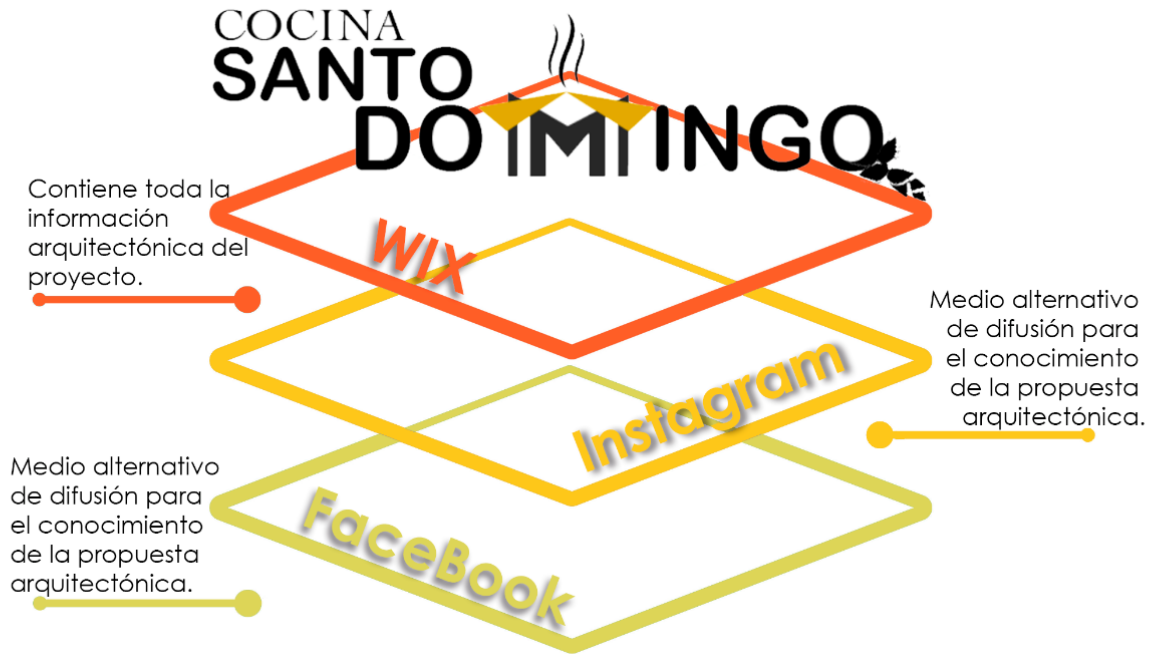 COCINA
SANTO
DOMINGO
Contiene toda la
información
arquitectónica del
proyecto.
WIX
Medio alternativo
de difusión para
el conocimiento
de la propuesta
arquitectónica.
Instagram
Medio alternativo
de difusión para
el conocimiento
de la propuesta
arquitectónica.
FaceBook